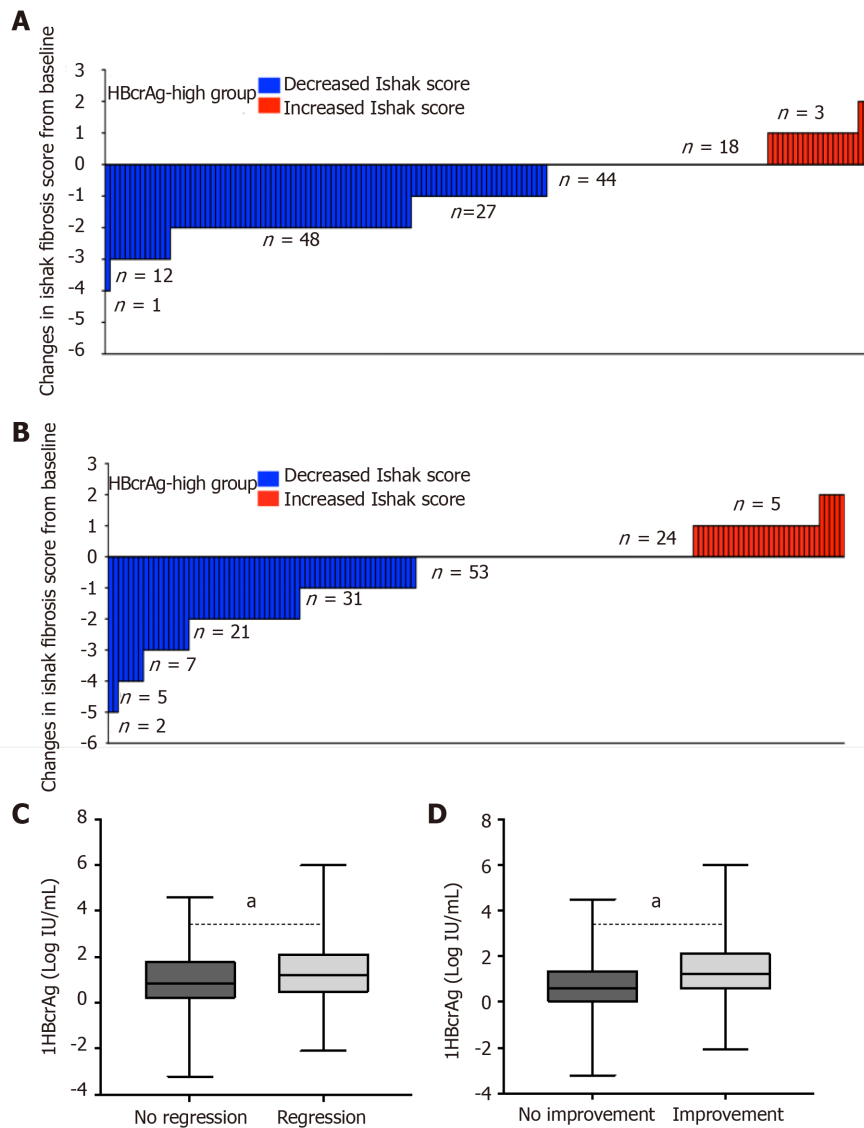 A
Changes in ishak fibrosis score from baseline
3
2
1
0
-1
-2
-3
-4
-5
-6
HBcrAg-high group
Decreased Ishak score
Increased Ishak score
n = 3
n = 18
n = 44
n=27
n = 48
n = 12
n = 1
B
Changes in ishak fibrosis score from baseline
3
2
1
0
-1
-2
-3
-4
-5
-6
HBcrAg-high group
Decreased Ishak score
Increased Ishak score
n = 5
n = 24
n = 53
n = 31
n = 21
n = 7
n = 5
n = 2
C
1HBcrAg (Log IU/mL)
8
6
4
2
0
-2
-4
a
No regression
Regression
D
1HBcrAg (Log IU/mL)
8
6
4
2
0
-2
-4
a
No improvement
Improvement